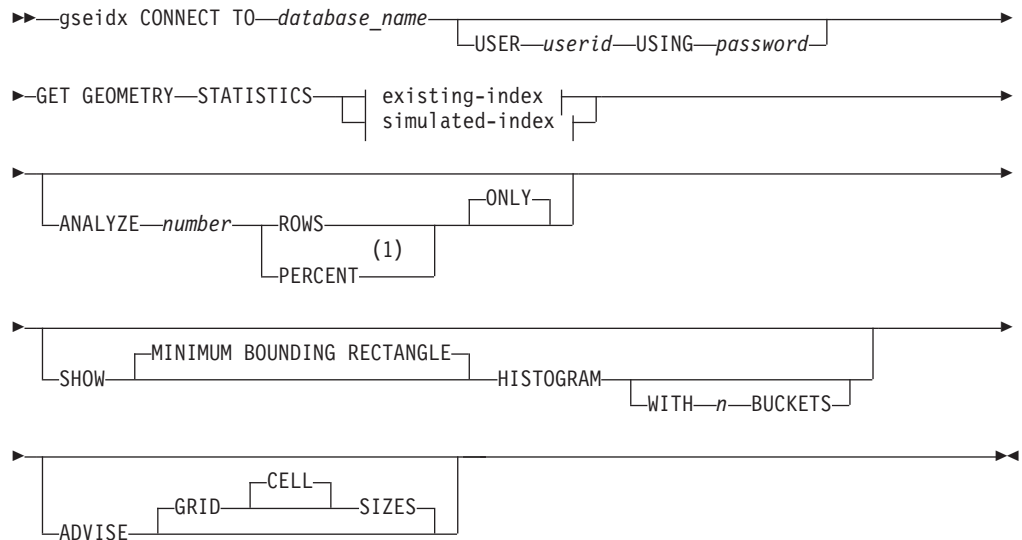 gseidx CONNECT TO database_name
USER userid USING password
GET GEOMETRY STATISTICS existing-index
simulated-index
ONLY
ANALYZE number ROWS
(1)
PERCENT
MINIMUM BOUNDING RECTANGLE
SHOW HISTOGRAM
WITH n BUCKETS
CELL
GRID SIZES
ADVISE